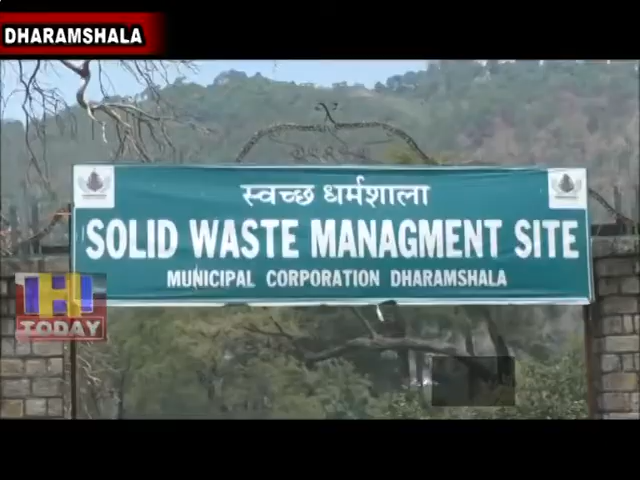 DHARAMSHALA
स्वच्छ धर्मशाला
SOLID WASTE MANAGMENT SITE
MUNICIPAL CORPORATION DHARAMSHALA
H
TODAY